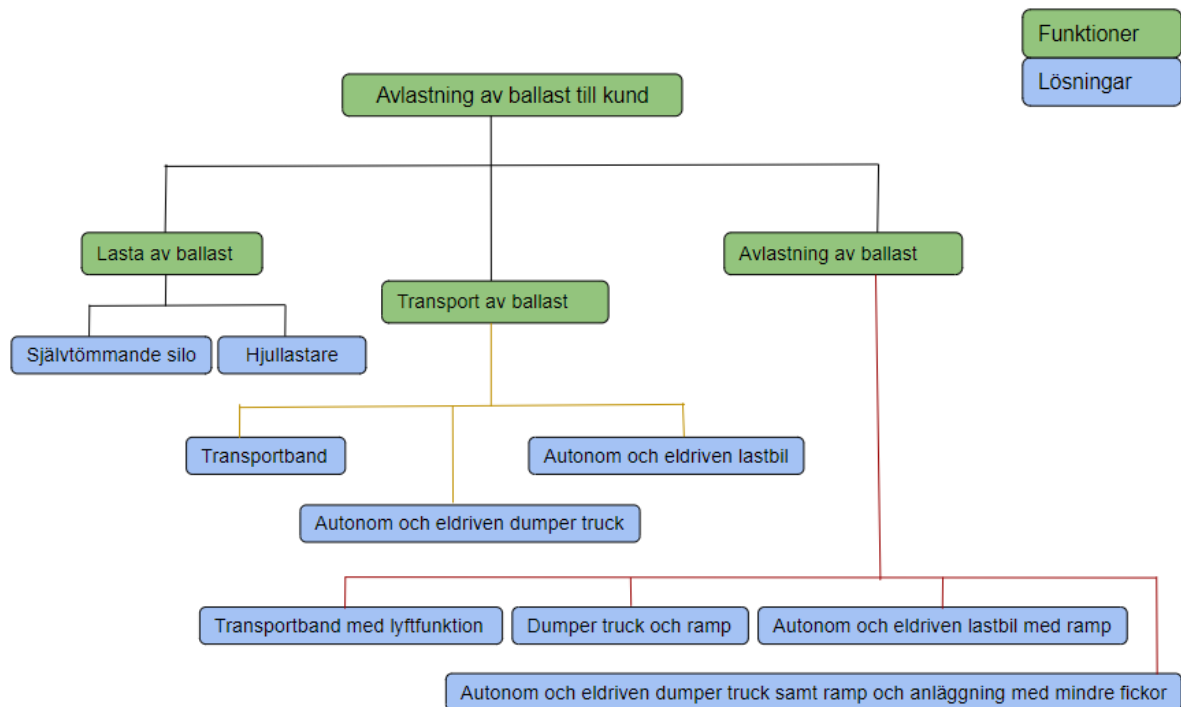 Funktioner
Lösningar
Avlastning av ballast till kund
Lasta av ballast
Avlastning av ballast
Transport av ballast
Självtömmande silo
Hjullastare
Transportband
Autonom och eldriven lastbil
Autonom och eldriven dumper truck
Transportband med lyftfunktion
Dumper truck och ramp
Autonom och eldriven lastbil med ramp
Autonom och eldriven dumper truck samt ramp och anläggning med mindre fickor